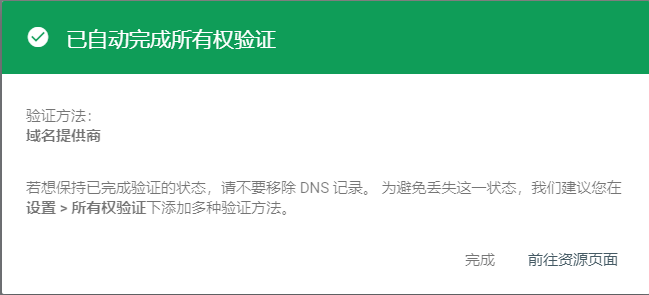 已自动完成所有权验证
验证方法：
域名提供商
若想保持已完成验证的状态，请不要移除 DNS 记录。 为避免丢失这一状态，我们建议您在
设置 > 所有权验证下添加多种验证方法。
完成 前往资源页面